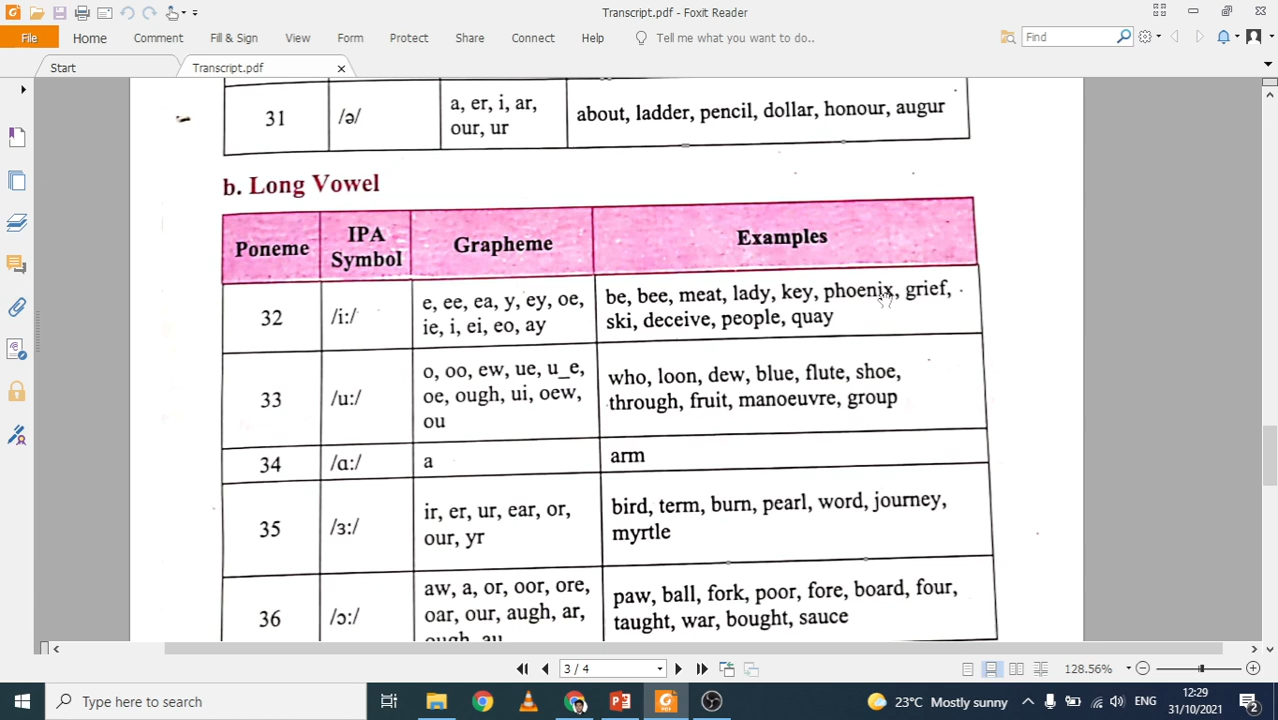 Transcript.pdf - Foxit Reader
File Home Comment Fill & Sign View Form Protect Share Connect Help Tell me what you want to do.. Find
Start Transcript.pdf
31 /ə/ a, er, i, ar, about, ladder, pencil, dollar, honour, augur
our, ur
b. Long Vowel
Poneme IPA Grapheme Examples
Symbol
32 /i:/ e, ee, ea, y, ey, oe, be, bee, meat, lady, key, phoenix, grief,
ie, i, ei, eo, ay ski, deceive, people, quay
33 /u:/ o, oo, ew, ue, u_e, who, loon, dew, blue, flute, shoe,
oe, ough, ui, oew, through, fruit, manoeuvre, group
ou
34 /ɑ:/ a arm
35 /ɜ:/ ir, er, ur, ear, or, bird, term, burn, pearl, word, journey,
our, yr myrtle
36 /ɔ:/ aw, a, or, oor, ore, paw, ball, fork, poor, fore, board, four,
oar, our, augh, ar, taught, war, bought, sauce
ough, au
3 / 4 128.56%
Type here to search 23°C Mostly sunny ENG 12:29
31/10/2021 2